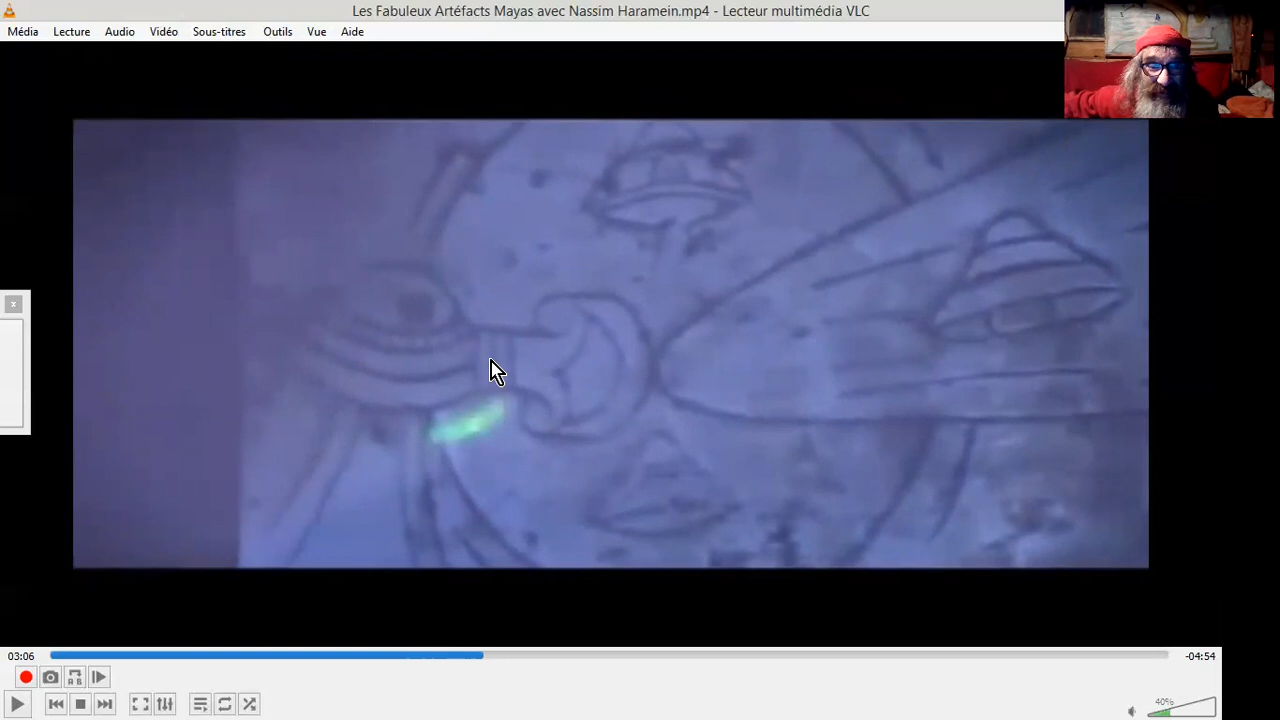 Les Fabuleux Artéfacts Mayas avec Nassim Haramein.mp4 - Lecteur multimédia VLC
Média Lecture Audio Vidéo Sous-titres Outils Vue Aide
x
03:06
-04:54
A B
40%